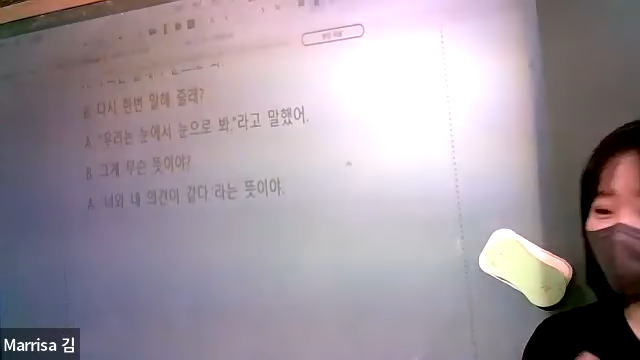 B: 다시 한번 말해 줄래?
A: "우리는 눈에서 눈으로 봐."라고 말했어.
B: 그게 무슨 뜻이야?
A: '너와 내 의견이 같다'라는 뜻이야.
Marrisa 김